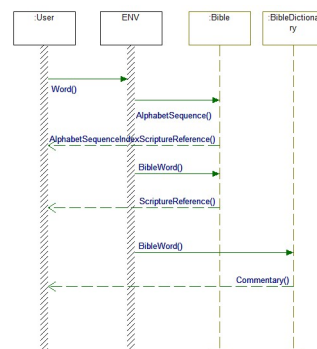 :User
ENV
:Bible
:BibleDictiona
ry
Word()
AlphabetSequence()
AlphabetSequenceIndexScriptureReference()
BibleWord()
ScriptureReference()
BibleWord()
Commentary()